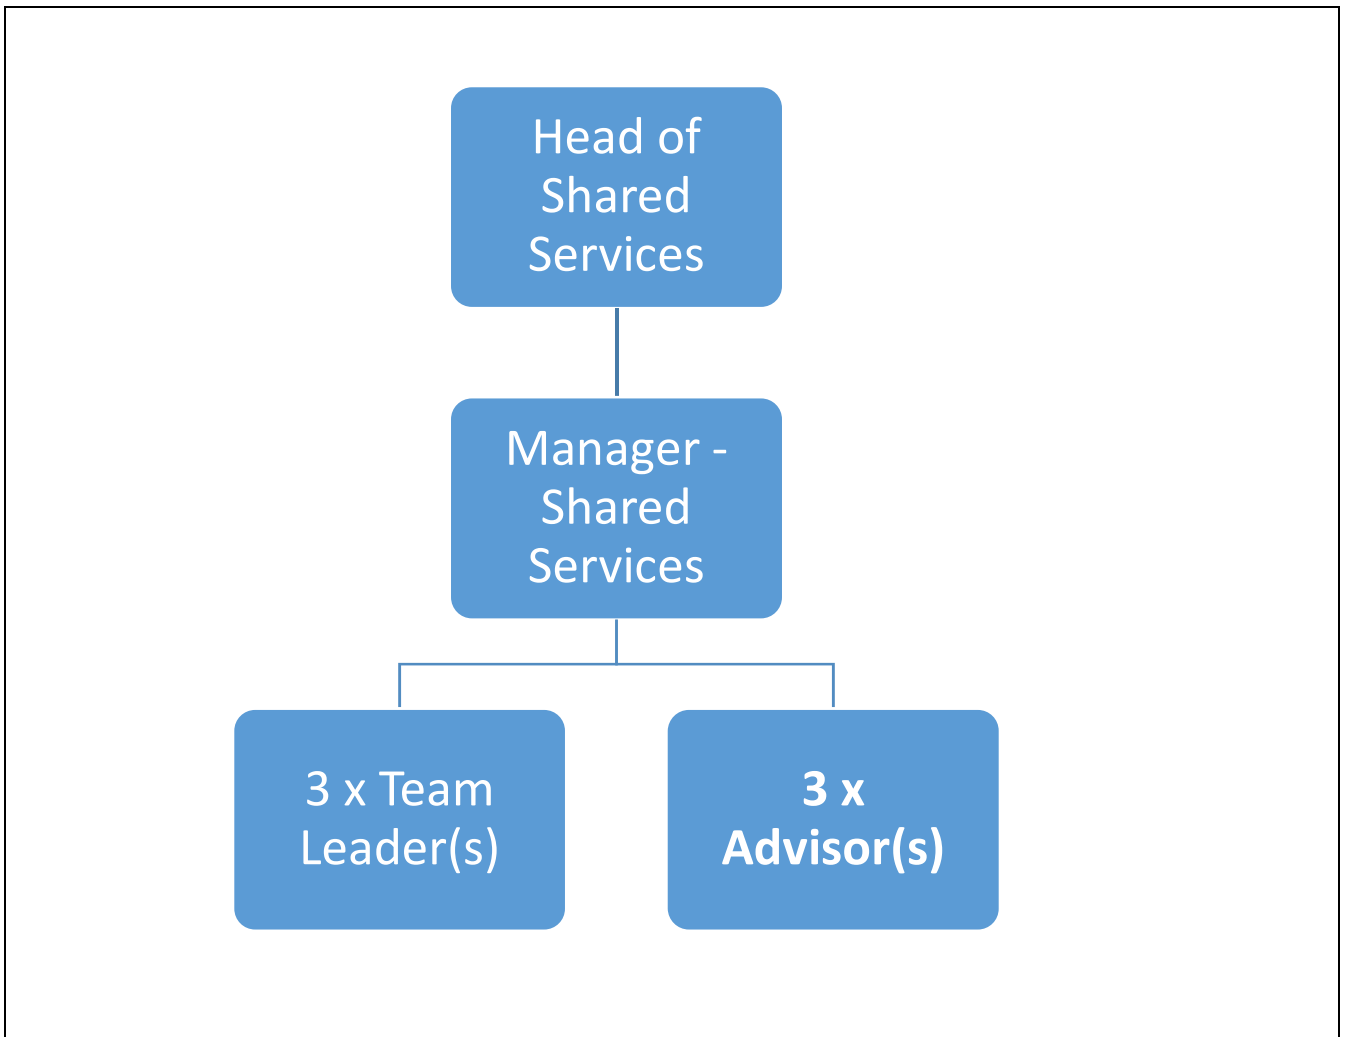 Head of
Shared
Services
Manager -
Shared
Services
3 x Team
Leader(s)
3 x
Advisor(s)